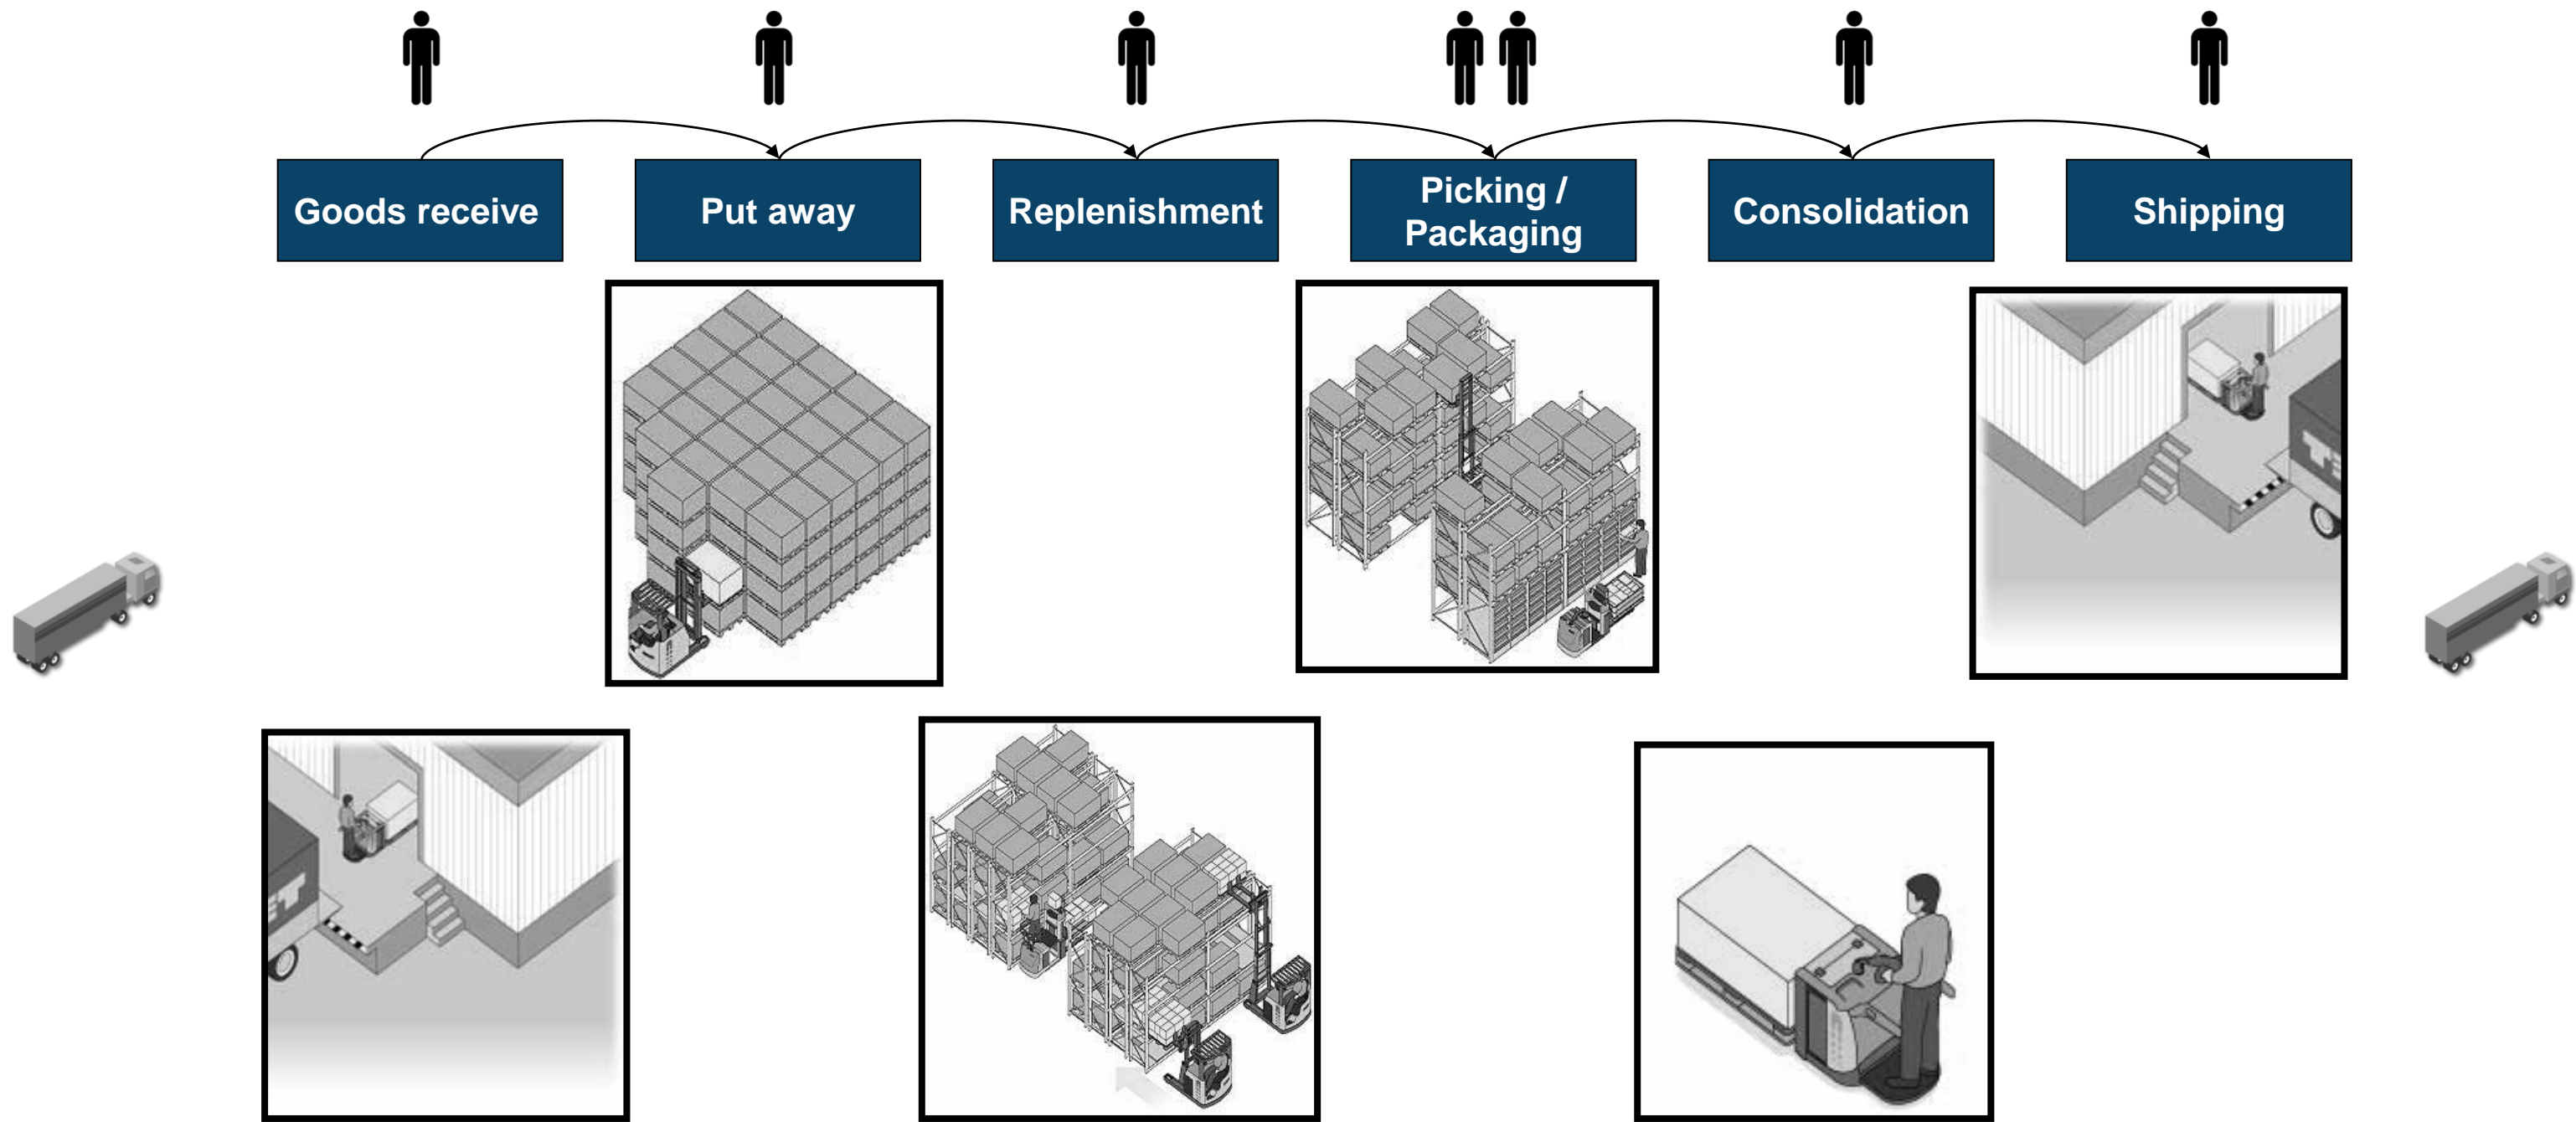 Goods receive
Put away
Replenishment
Picking /
Packaging
Consolidation
Shipping